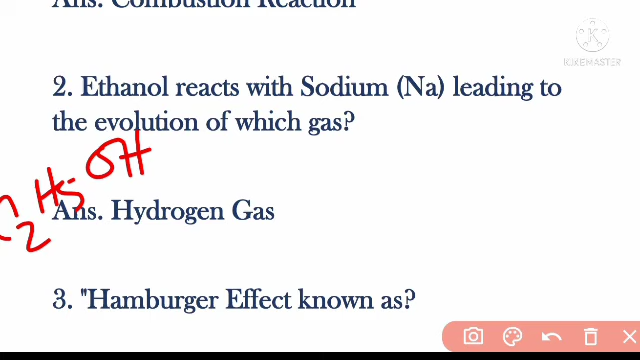 Ans. Combustion Reaction
KINEMASTER
2. Ethanol reacts with Sodium (Na) leading to
the evolution of which gas?
2H5OH
Ans. Hydrogen Gas
3. "Hamburger Effect known as?